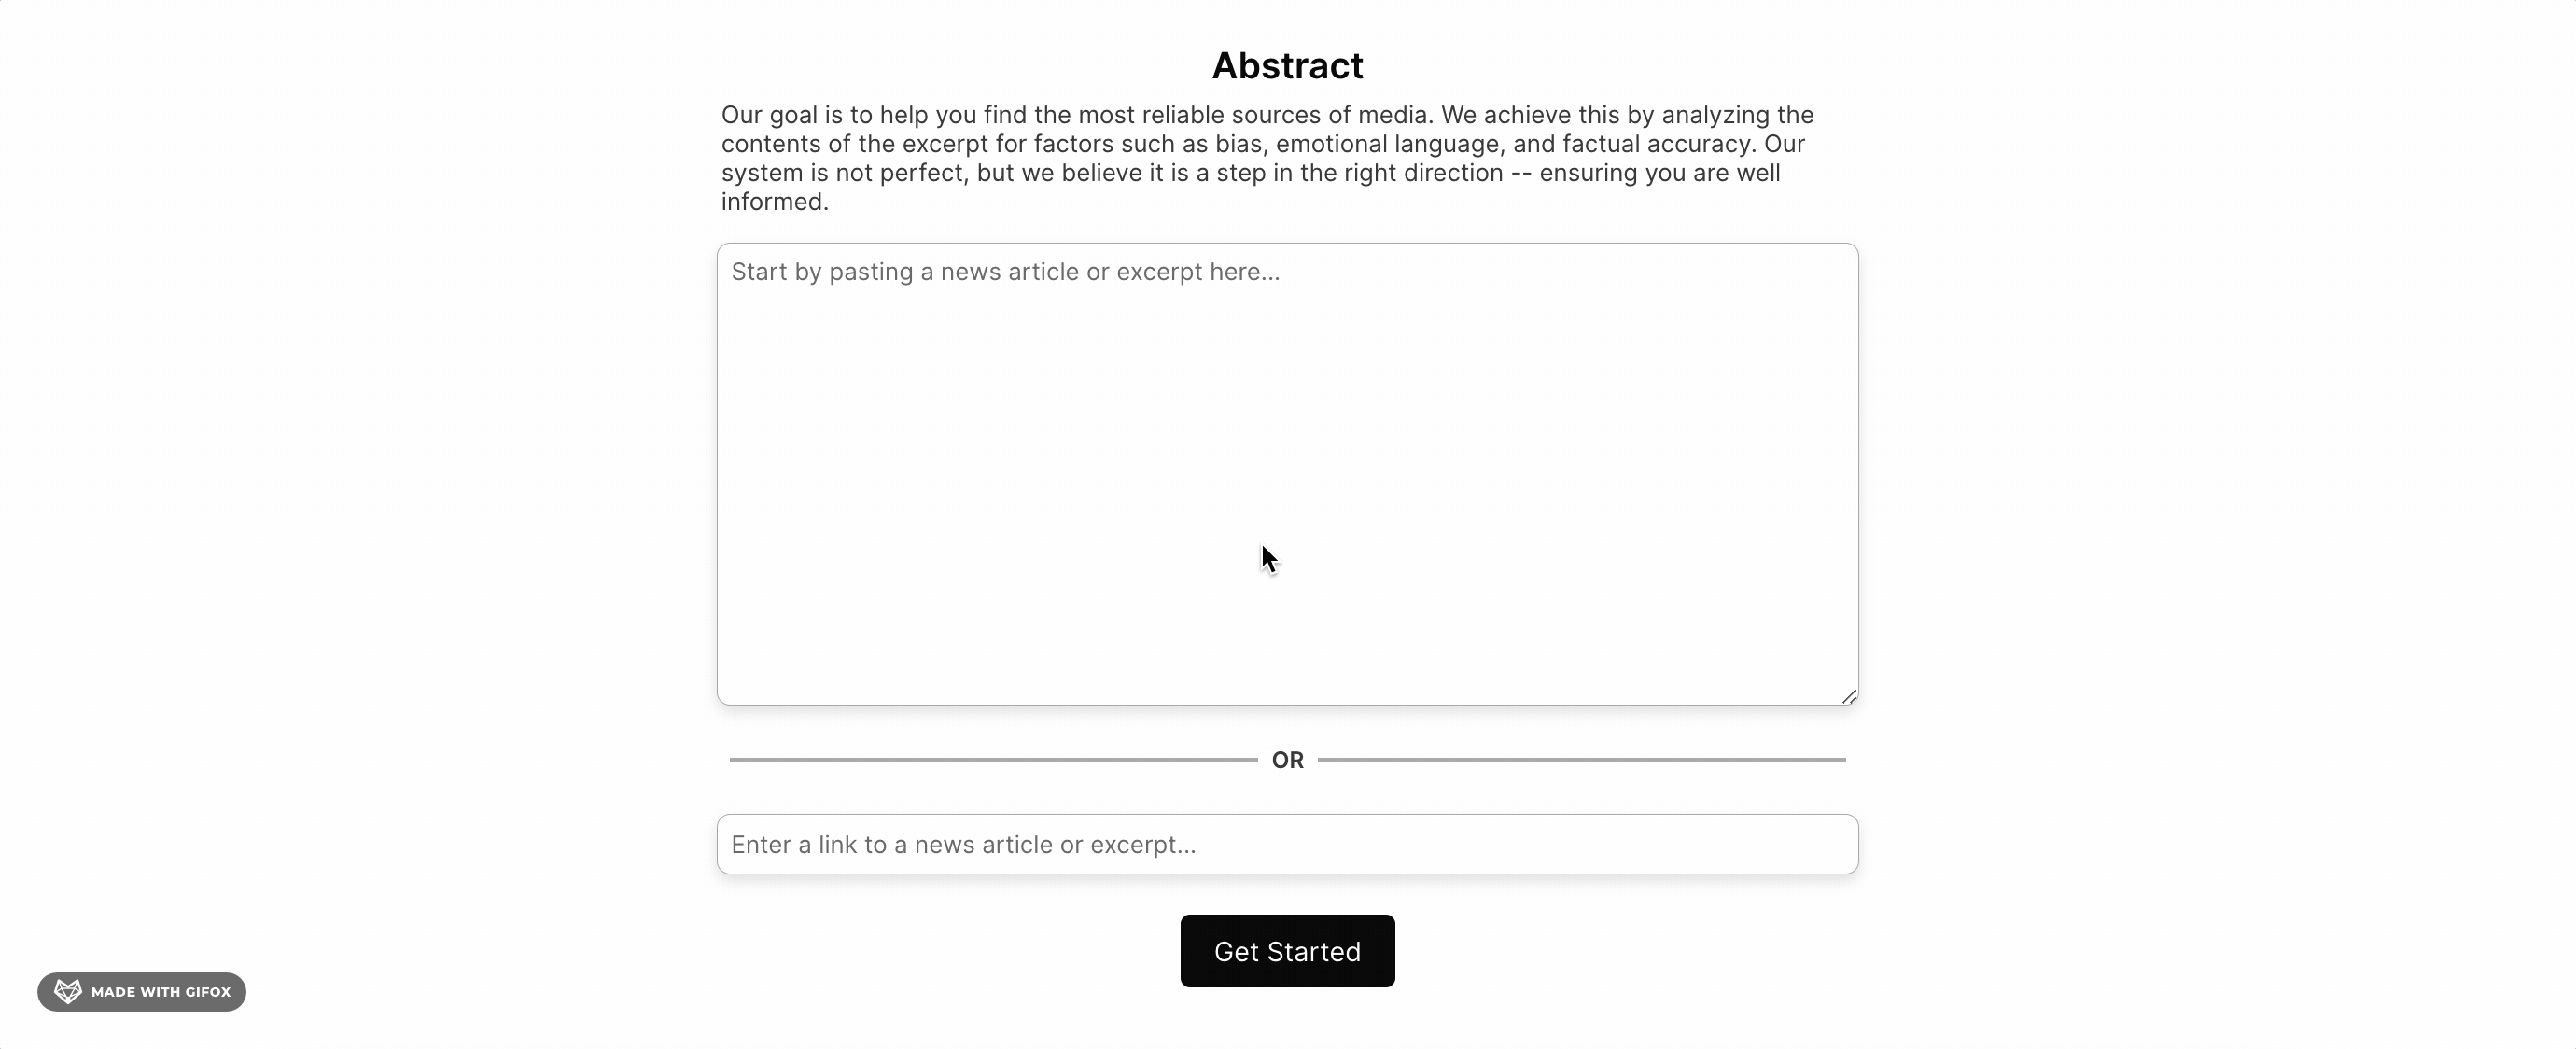 Abstract
Our goal is to help you find the most reliable sources of media. We achieve this by analyzing the
contents of the excerpt for factors such as bias, emotional language, and factual accuracy. Our
system is not perfect, but we believe it is a step in the right direction -- ensuring you are well
informed.
Start by pasting a news article or excerpt here...
OR
Enter a link to a news article or excerpt...
Get Started
MADE WITH GIFOX